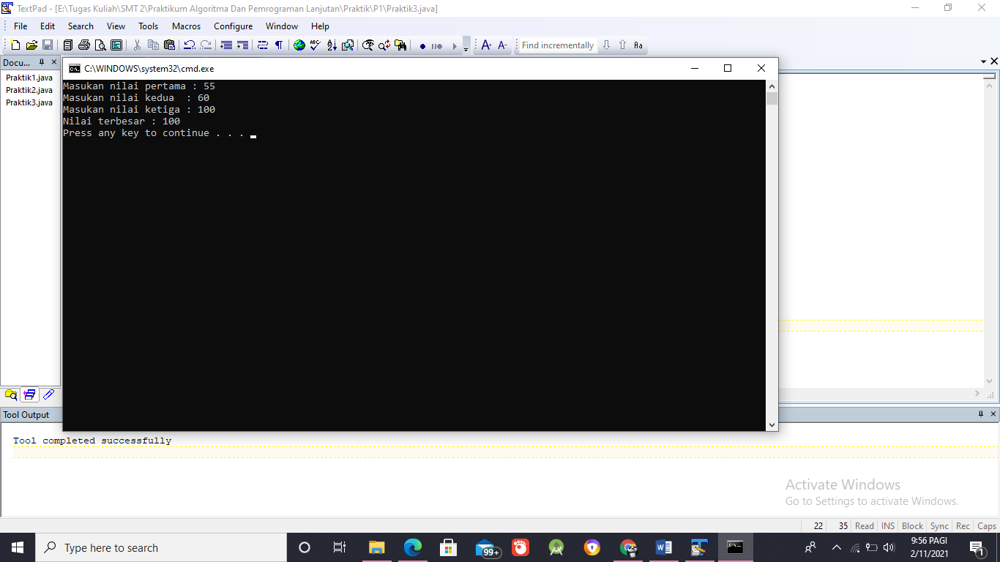 TextPad - [E:\Tugas Kuliah\SMT 2\Praktikum Algoritma Dan Pemrograman Lanjutan\Praktik\P1\Praktik3.java]
File Edit Search View Tools Macros Configure Window Help
Find incrementally
Aa
Docu...
Praktik1.java
Praktik2.java
Praktik3.java
C:\WINDOWS\system32\cmd.exe
Masukan nilai pertama : 55
Masukan nilai kedua  : 60
Masukan nilai ketiga : 100
Nilai terbesar : 100
Press any key to continue . . .
Tool Output
Tool completed successfully
Activate Windows
Go to Settings to activate Windows.
22 35 Read INS Block Sync Rec Caps
Type here to search
99+
9:56 PAGI
2/11/2021
1